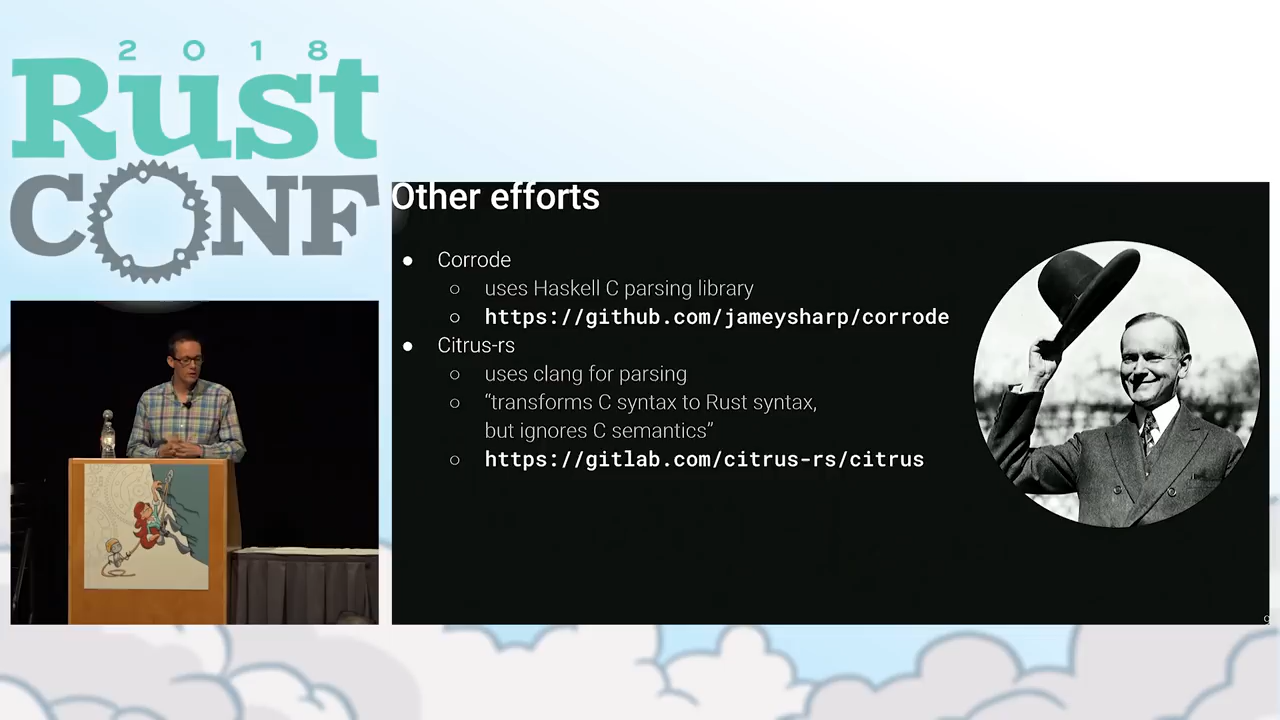 2018
Rust
CONF
Other efforts
● Corrode
○ uses Haskell C parsing library
○ https://github.com/jameysharp/corrode
● Citrus-rs
○ uses clang for parsing
○ “transforms C syntax to Rust syntax,
but ignores C semantics”
○ https://gitlab.com/citrus-rs/citrus